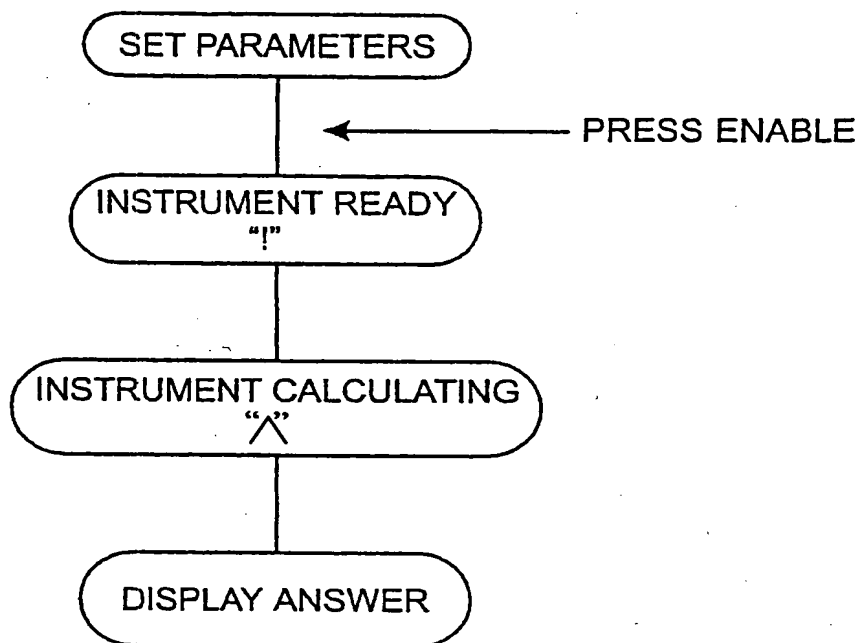 SET PARAMETERS
PRESS ENABLE
INSTRUMENT READY
“!”
INSTRUMENT CALCULATING
“/\”
DISPLAY ANSWER